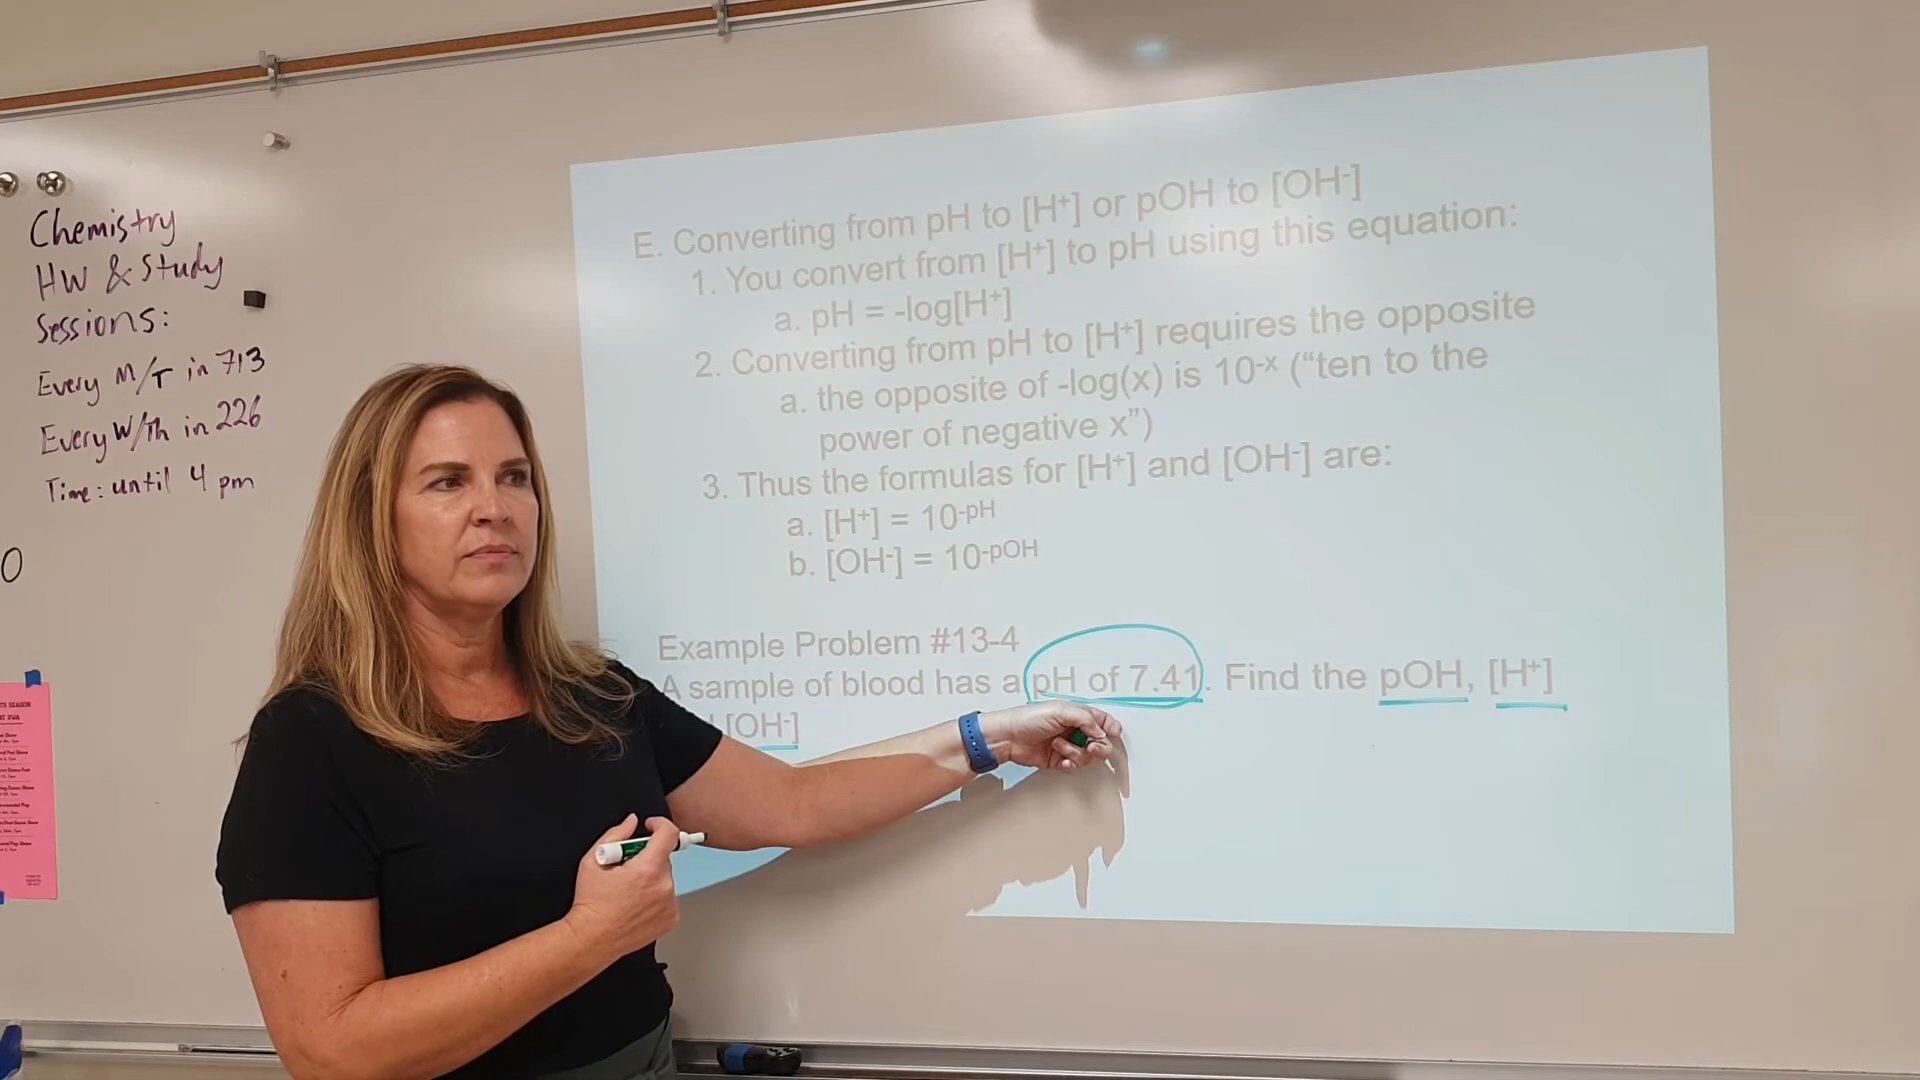 Chemistry
HW & Study
Sessions:
Every M/T in 713
Every W/Th in 226
Time: until 4 pm
E. Converting from pH to [H⁺] or pOH to [OH⁻]
1. You convert from [H⁺] to pH using this equation:
a. pH = -log[H⁺]
2. Converting from pH to [H⁺] requires the opposite
a. the opposite of -log(x) is 10⁻ˣ (“ten to the
power of negative x”)
3. Thus the formulas for [H⁺] and [OH⁻] are:
a. [H⁺] = 10^-pH
b. [OH⁻] = 10^-pOH
Example Problem #13-4
A sample of blood has a pH of 7.41. Find the pOH, [H⁺]
[OH⁻]